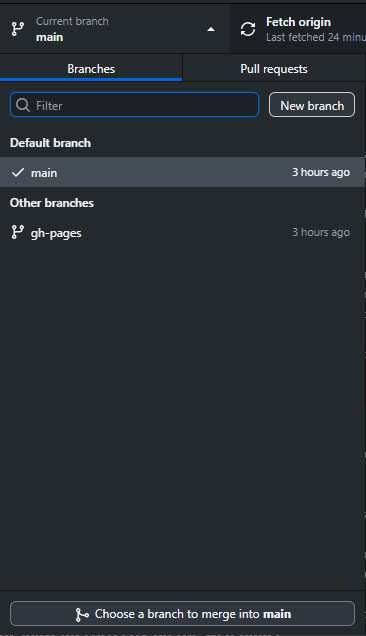 Current branch
main
Fetch origin
Last fetched 24 minu
Branches
Pull requests
Filter
New branch
Default branch
main
3 hours ago
Other branches
gh-pages
3 hours ago
Choose a branch to merge into main